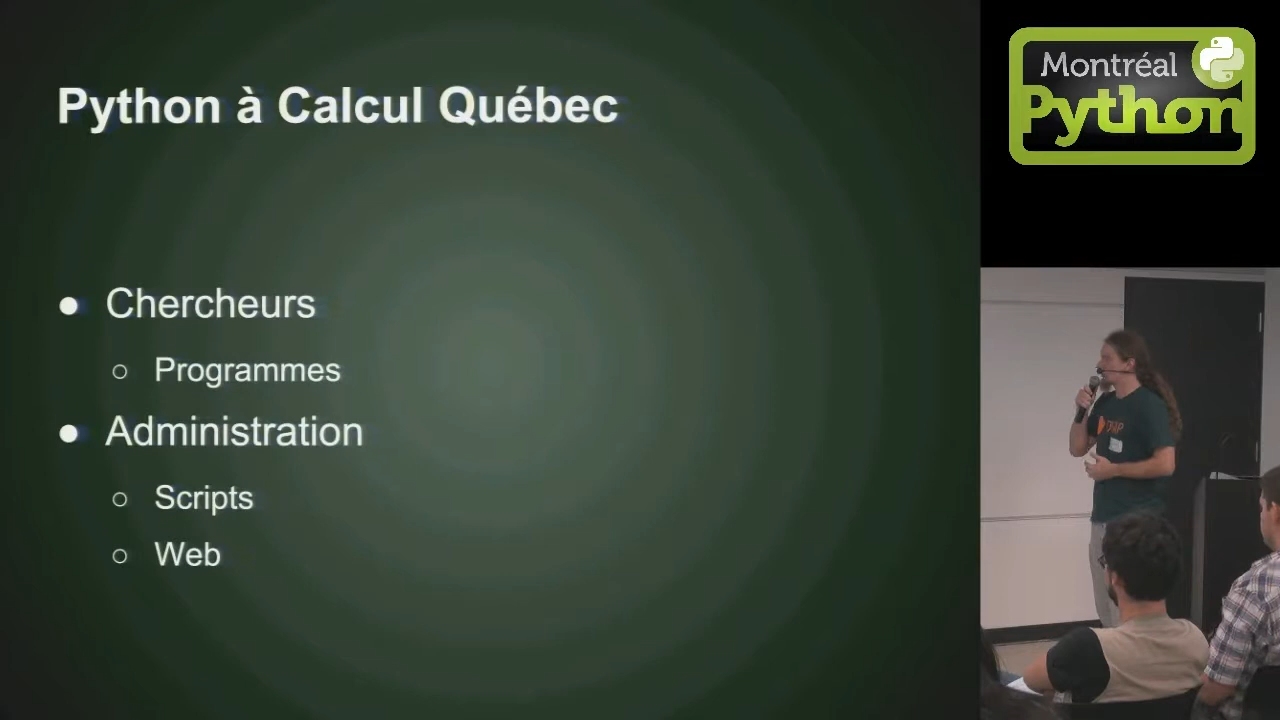 Python à Calcul Québec
● Chercheurs
○ Programmes
● Administration
○ Scripts
○ Web
Montréal
Python